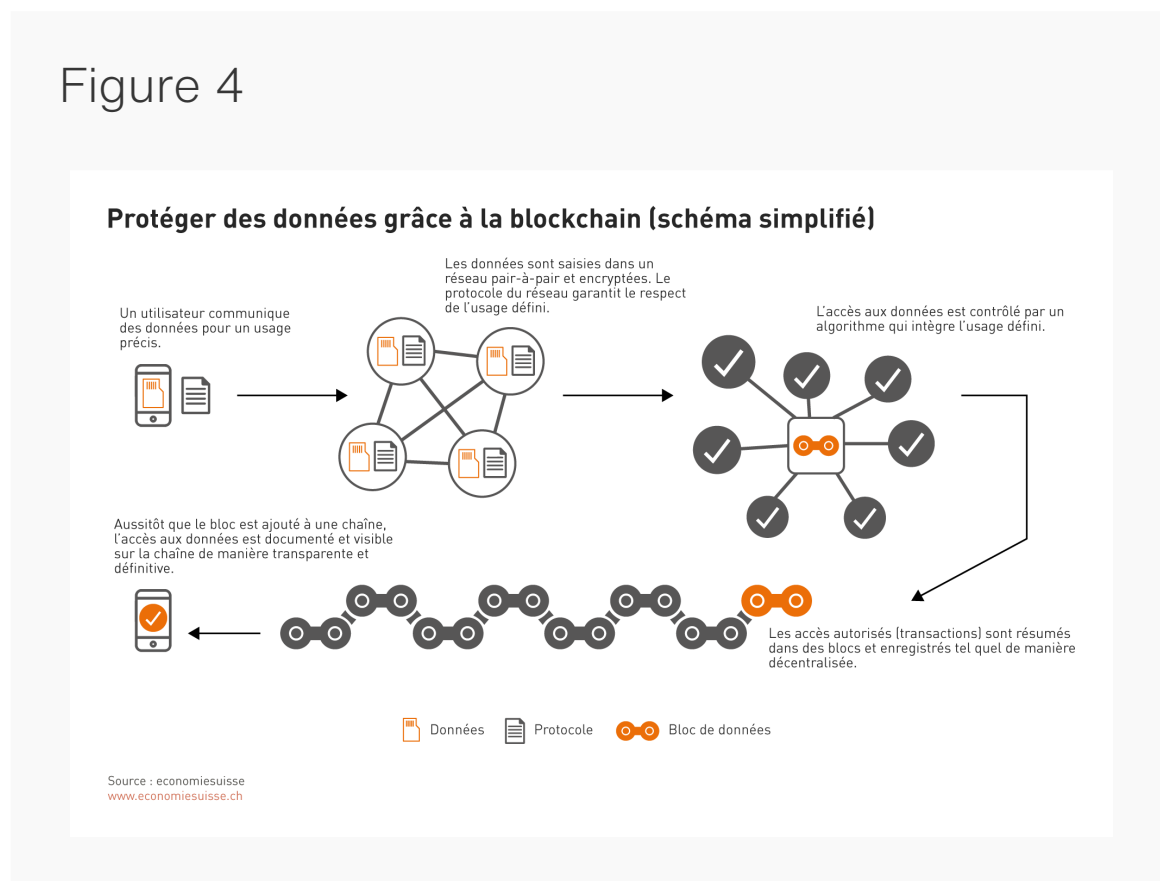 Figure 4
Protéger des données grâce à la blockchain (schéma simplifié)
Un utilisateur communique
des données pour un usage
précis.
Les données sont saisies dans un
réseau pair-à-pair et encryptées. Le
protocole du réseau garantit le respect
de l'usage défini.
L'accès aux données est contrôlé par un
algorithme qui intègre l'usage défini.
Les accès autorisés (transactions) sont résumés
dans des blocs et enregistrés tel quel de manière
décentralisée.
Aussitôt que le bloc est ajouté à une chaîne,
l'accès aux données est documenté et visible
sur la chaîne de manière transparente et
définitive.
Données
Protocole
Bloc de données
Source : economiesuisse
www.economiesuisse.ch